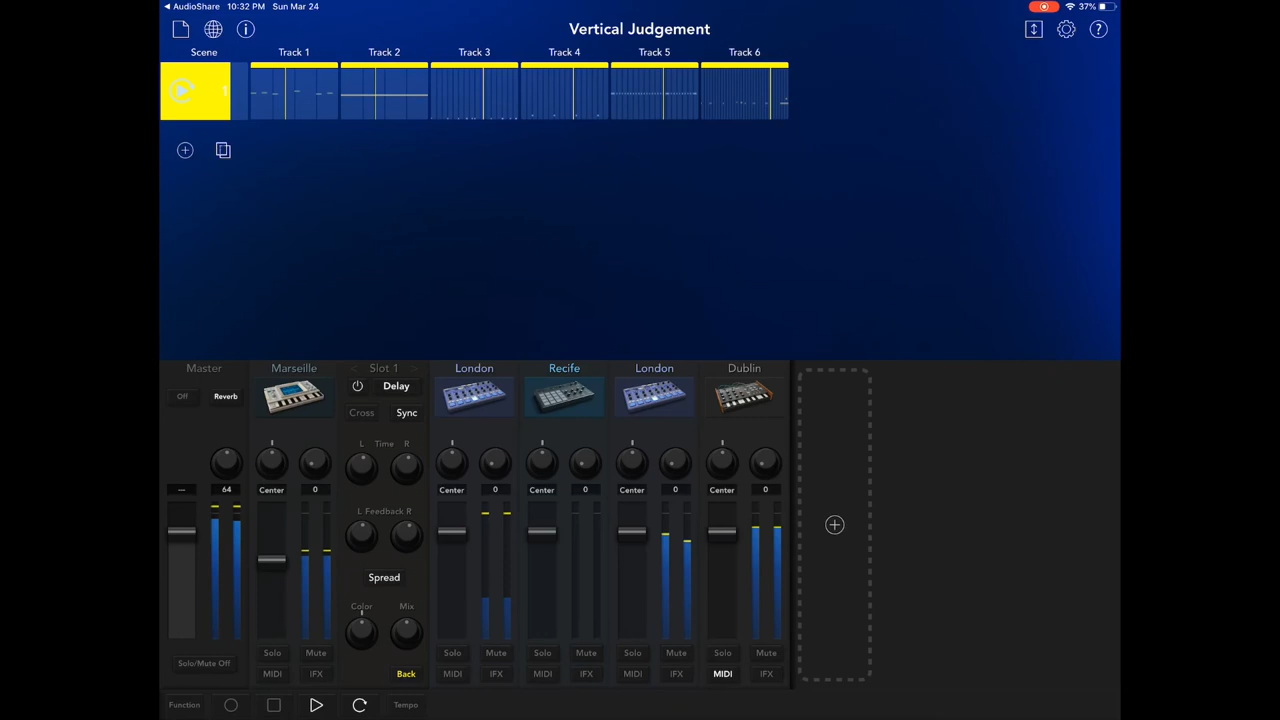 AudioShare 10:32 PM Sun Mar 24 37%
Vertical Judgement
Scene Track 1 Track 2 Track 3 Track 4 Track 5 Track 6
1
Master Marseille < Slot 1 > London Recife London Dublin
Off Reverb Delay
Cross Sync
L Time R
— 64 Center 0 Center 0 Center 0 Center 0 Center 0
L Feedback R
Spread
Color Mix
Solo/Mute Off Solo Mute Solo Mute Solo Mute Solo Mute Solo Mute
MIDI IFX Back MIDI IFX MIDI IFX MIDI IFX MIDI IFX
Function Tempo